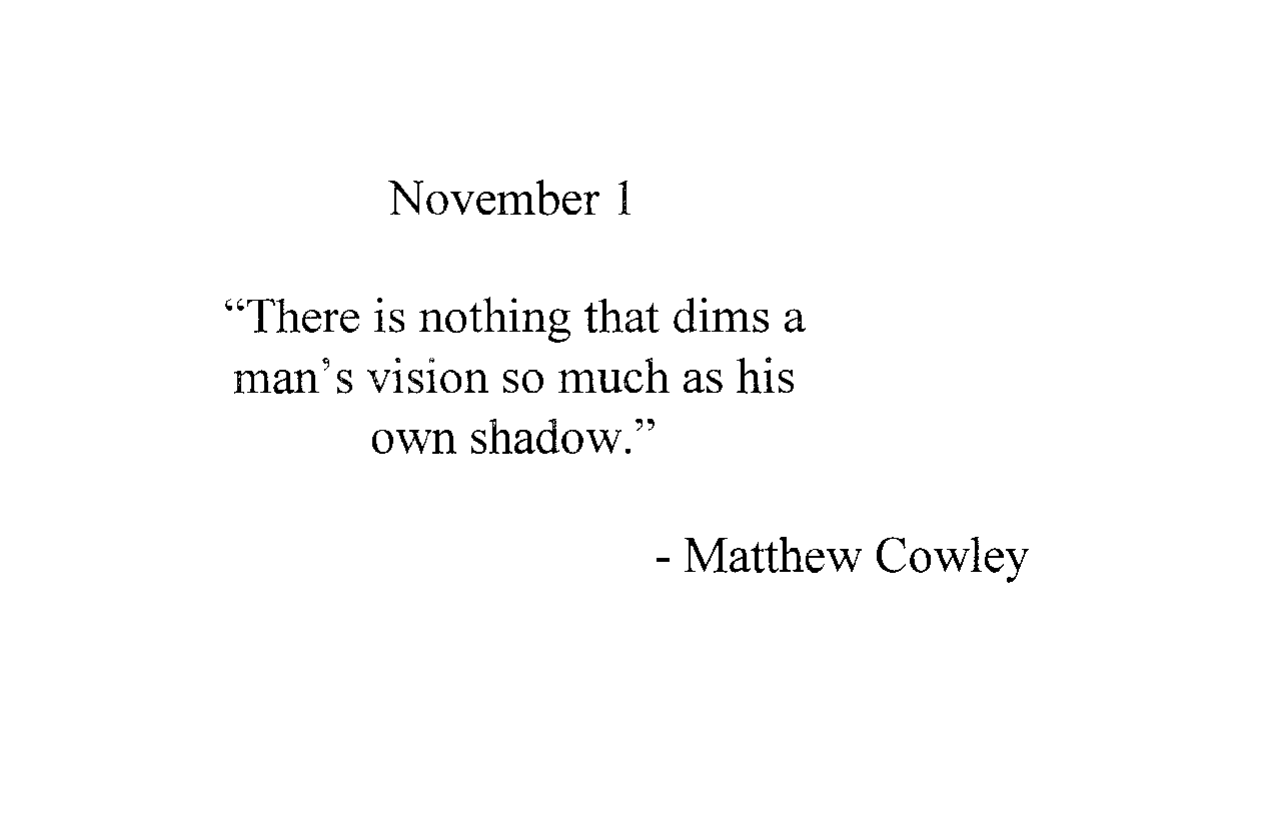 November 1
“There is nothing that dims a
man’s vision so much as his
own shadow.”
- Matthew Cowley